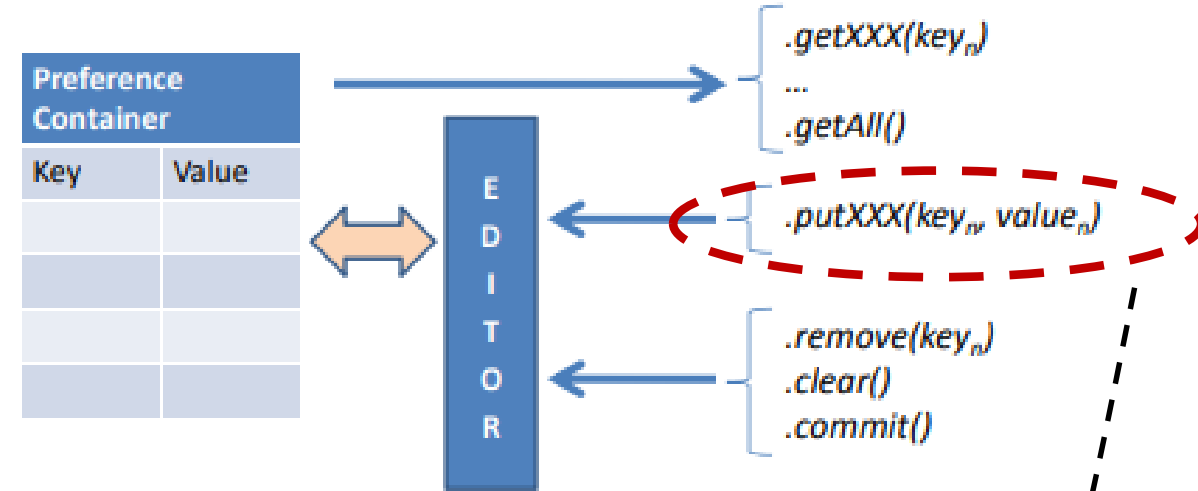 Preference
Container
Key Value
E
D
I
T
O
R
.getXXX(keyₙ)
...
.getAll()
.putXXX(keyₙ, valueₙ)
.remove(keyₙ)
.clear()
.commit()